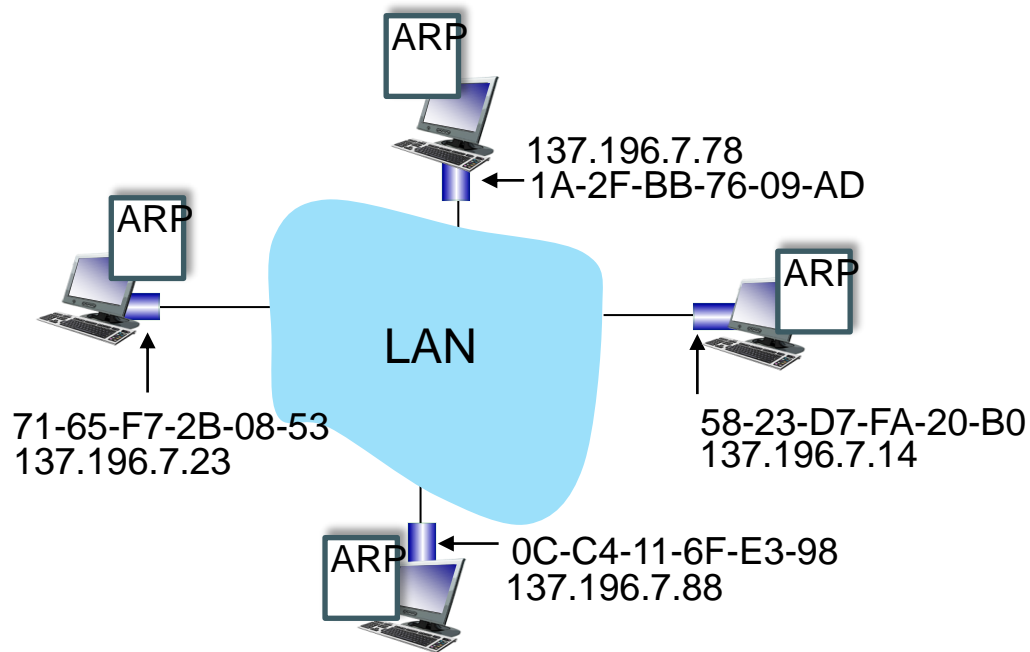 ARP
137.196.7.78
1A-2F-BB-76-09-AD
ARP
ARP
LAN
71-65-F7-2B-08-53
137.196.7.23
58-23-D7-FA-20-B0
137.196.7.14
ARP
0C-C4-11-6F-E3-98
137.196.7.88